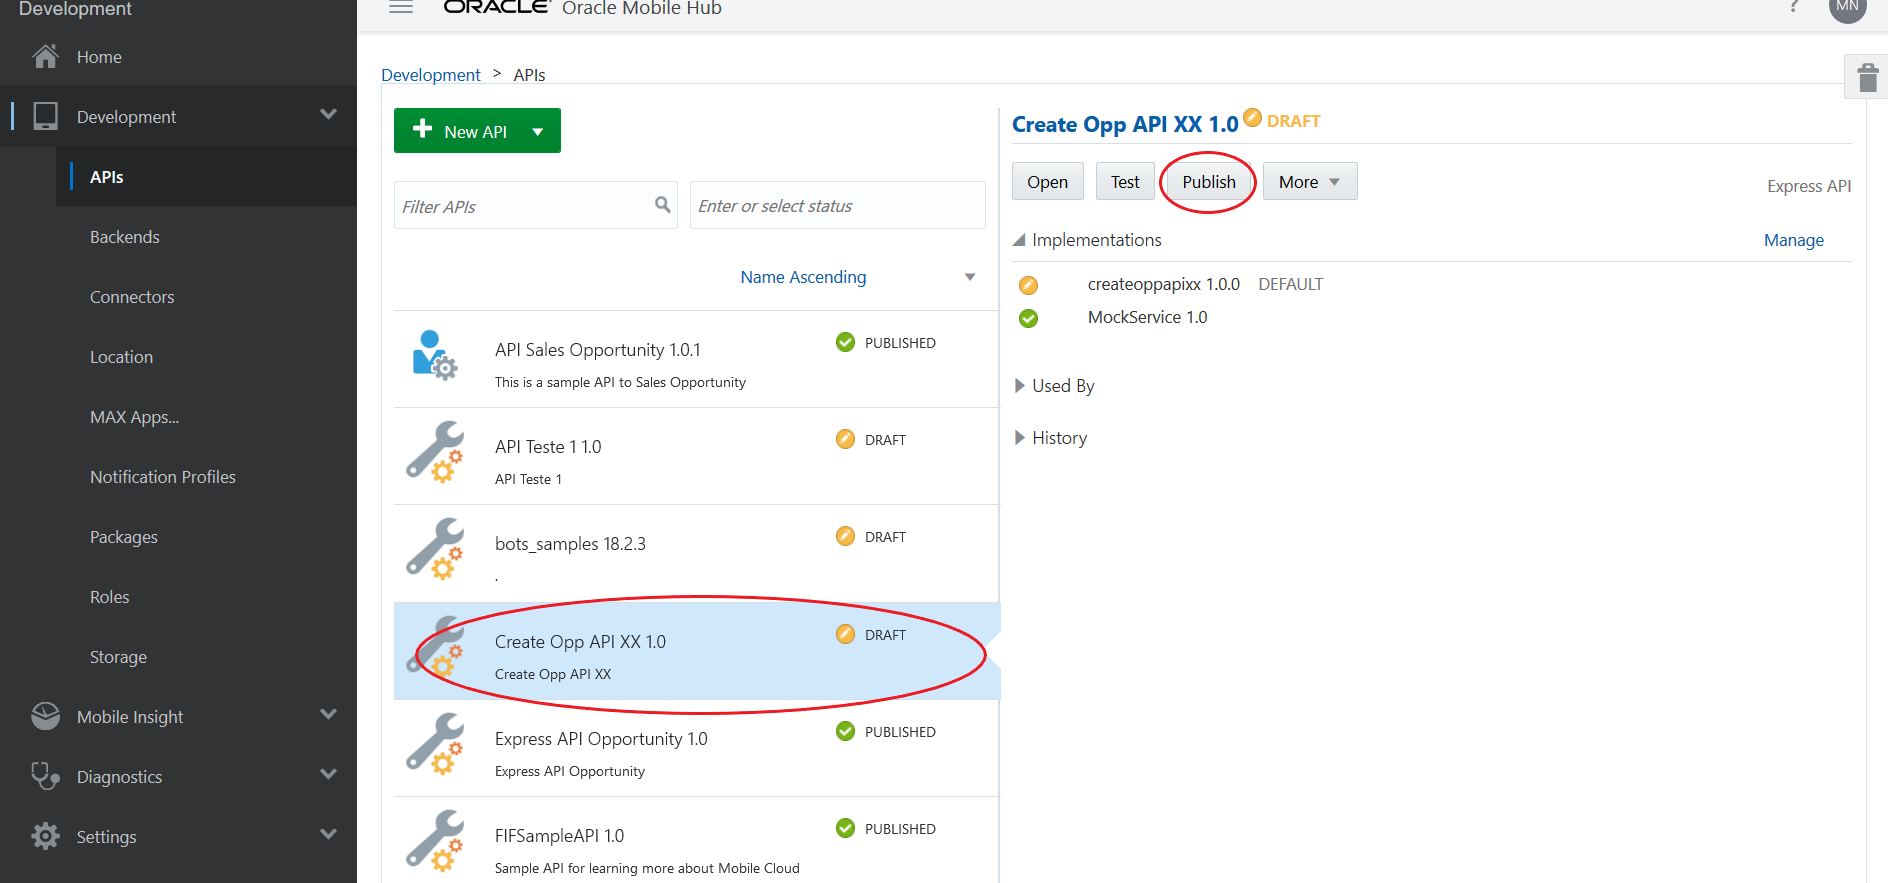 Development
Home
Development
APIs
Backends
Connectors
Location
MAX Apps...
Notification Profiles
Packages
Roles
Storage
Mobile Insight
Diagnostics
Settings
ORACLE® Oracle Mobile Hub
? MN
Development > APIs
New API
Filter APIs
Enter or select status
Name Ascending
API Sales Opportunity 1.0.1 PUBLISHED
This is a sample API to Sales Opportunity
API Teste 1 1.0 DRAFT
API Teste 1
bots_samples 18.2.3 DRAFT
.
Create Opp API XX 1.0 DRAFT
Create Opp API XX
Express API Opportunity 1.0 PUBLISHED
Express API Opportunity
FIFSampleAPI 1.0 PUBLISHED
Sample API for learning more about Mobile Cloud
Create Opp API XX 1.0 DRAFT
Open Test Publish More
Express API
Implementations Manage
createoppapixx 1.0.0 DEFAULT
MockService 1.0
Used By
History